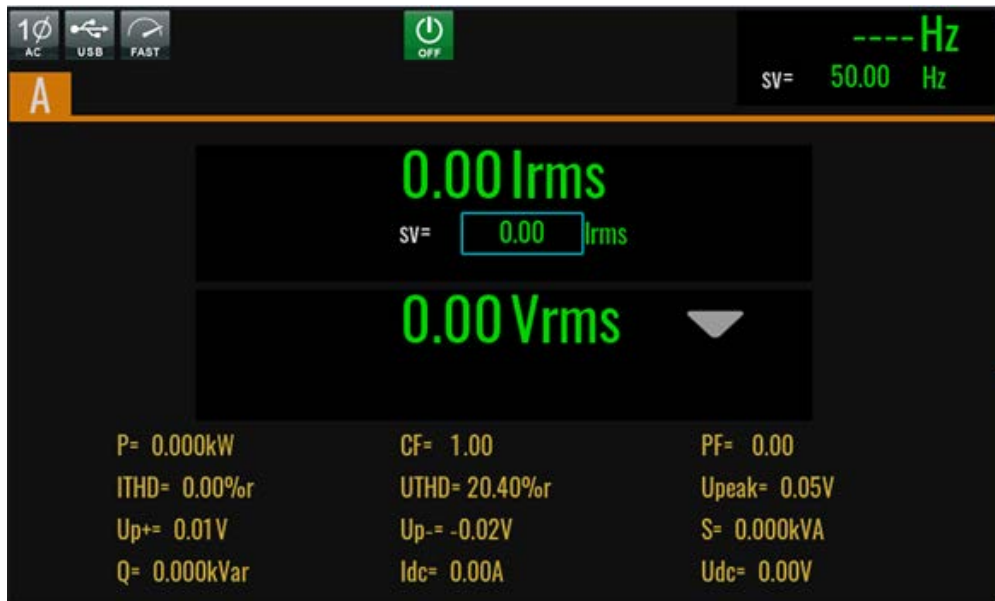 1Ø AC USB FAST OFF ---- Hz
sv= 50.00 Hz
A
0.00 Irms
sv= 0.00 Irms
0.00 Vrms
P= 0.000kW CF= 1.00 PF= 0.00
ITHD= 0.00%r UTHD= 20.40%r Upeak= 0.05V
Up+= 0.01V Up-= -0.02V S= 0.000kVA
Q= 0.000kVar Idc= 0.00A Udc= 0.00V